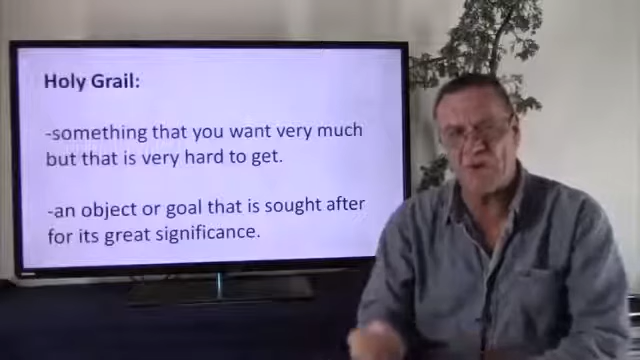 Holy Grail:
-something that you want very much
but that is very hard to get.
-an object or goal that is sought after
for its great significance.